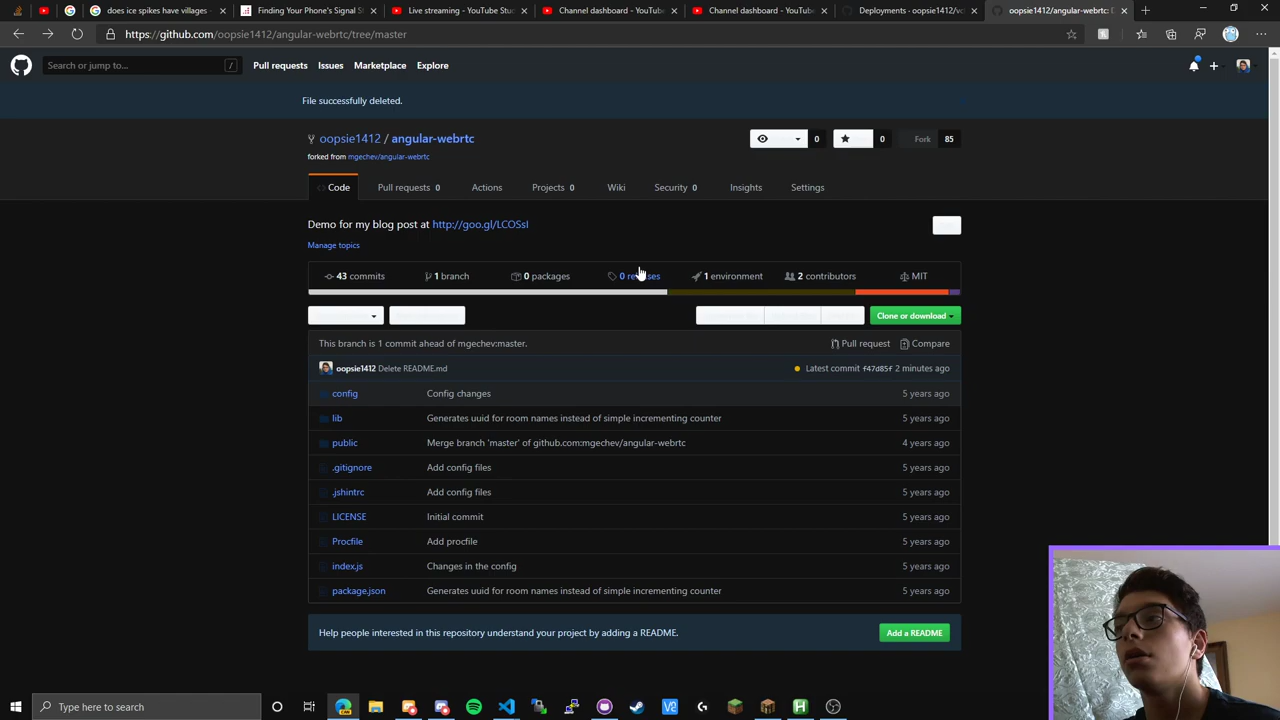 does ice spikes have villages -
Finding Your Phone's Signal St
Live streaming - YouTube Stu
Channel dashboard - YouTube
Channel dashboard - YouTube
Deployments - oopsie1412/vc
oopsie1412/angular-webrtc: D
https://github.com/oopsie1412/angular-webrtc/tree/master
Search or jump to...
/
Pull requests
Issues
Marketplace
Explore
File successfully deleted.
oopsie1412 / angular-webrtc
0
0
Fork
85
forked from mgechev/angular-webrtc
Code
Pull requests 0
Actions
Projects 0
Wiki
Security 0
Insights
Settings
Demo for my blog post at http://goo.gl/LCOSsI
Manage topics
43 commits
1 branch
0 packages
0
1 environment
2 contributors
MIT
Clone or download
This branch is 1 commit ahead of mgechev:master.
Pull request
Compare
oopsie1412 Delete README.md
Latest commit f47d85f 2 minutes ago
config
Config changes
5 years ago
lib
Generates uuid for room names instead of simple incrementing counter
5 years ago
public
Merge branch 'master' of github.com:mgechev/angular-webrtc
4 years ago
.gitignore
Add config files
5 years ago
.jshintrc
Add config files
5 years ago
LICENSE
Initial commit
5 years ago
Procfile
Add procfile
5 years ago
index.js
Changes in the config
5 years ago
package.json
Generates uuid for room names instead of simple incrementing counter
5 years ago
Help people interested in this repository understand your project by adding a README.
Add a README
Type here to search